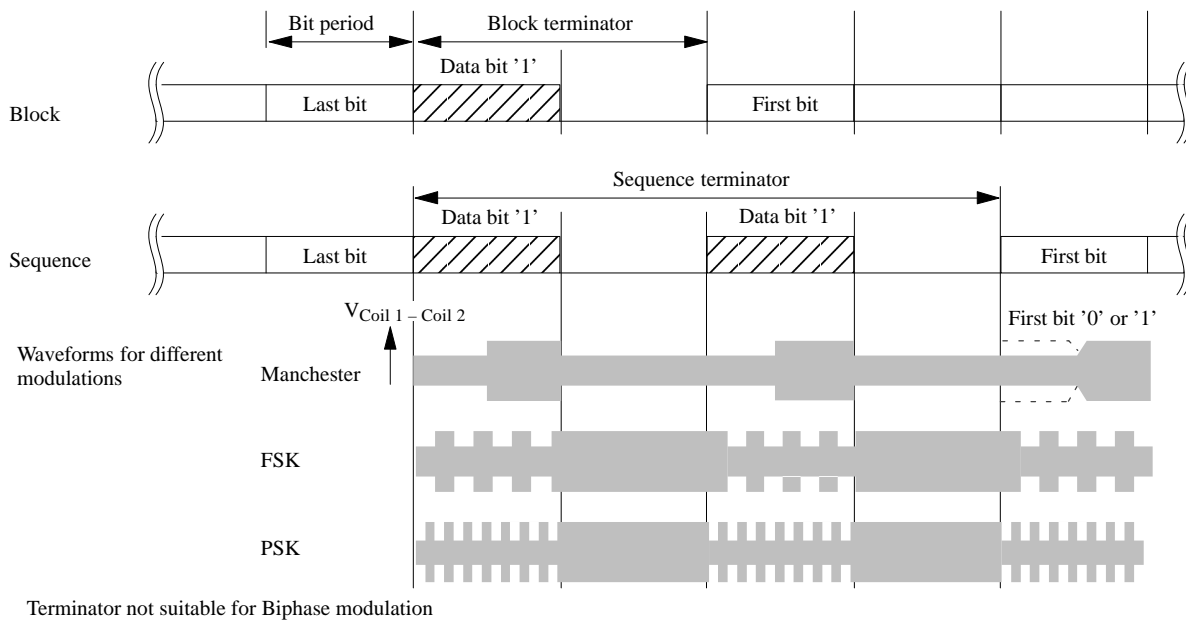 Bit period
Block terminator
Data bit '1'
Block
Last bit
First bit
Sequence terminator
Data bit ’1’
Data bit ’1’
Sequence
Last bit
First bit
VCoil 1 – Coil 2
First bit ’0’ or ’1’
Waveforms for different
modulations
Manchester
FSK
PSK
Terminator not suitable for Biphase modulation